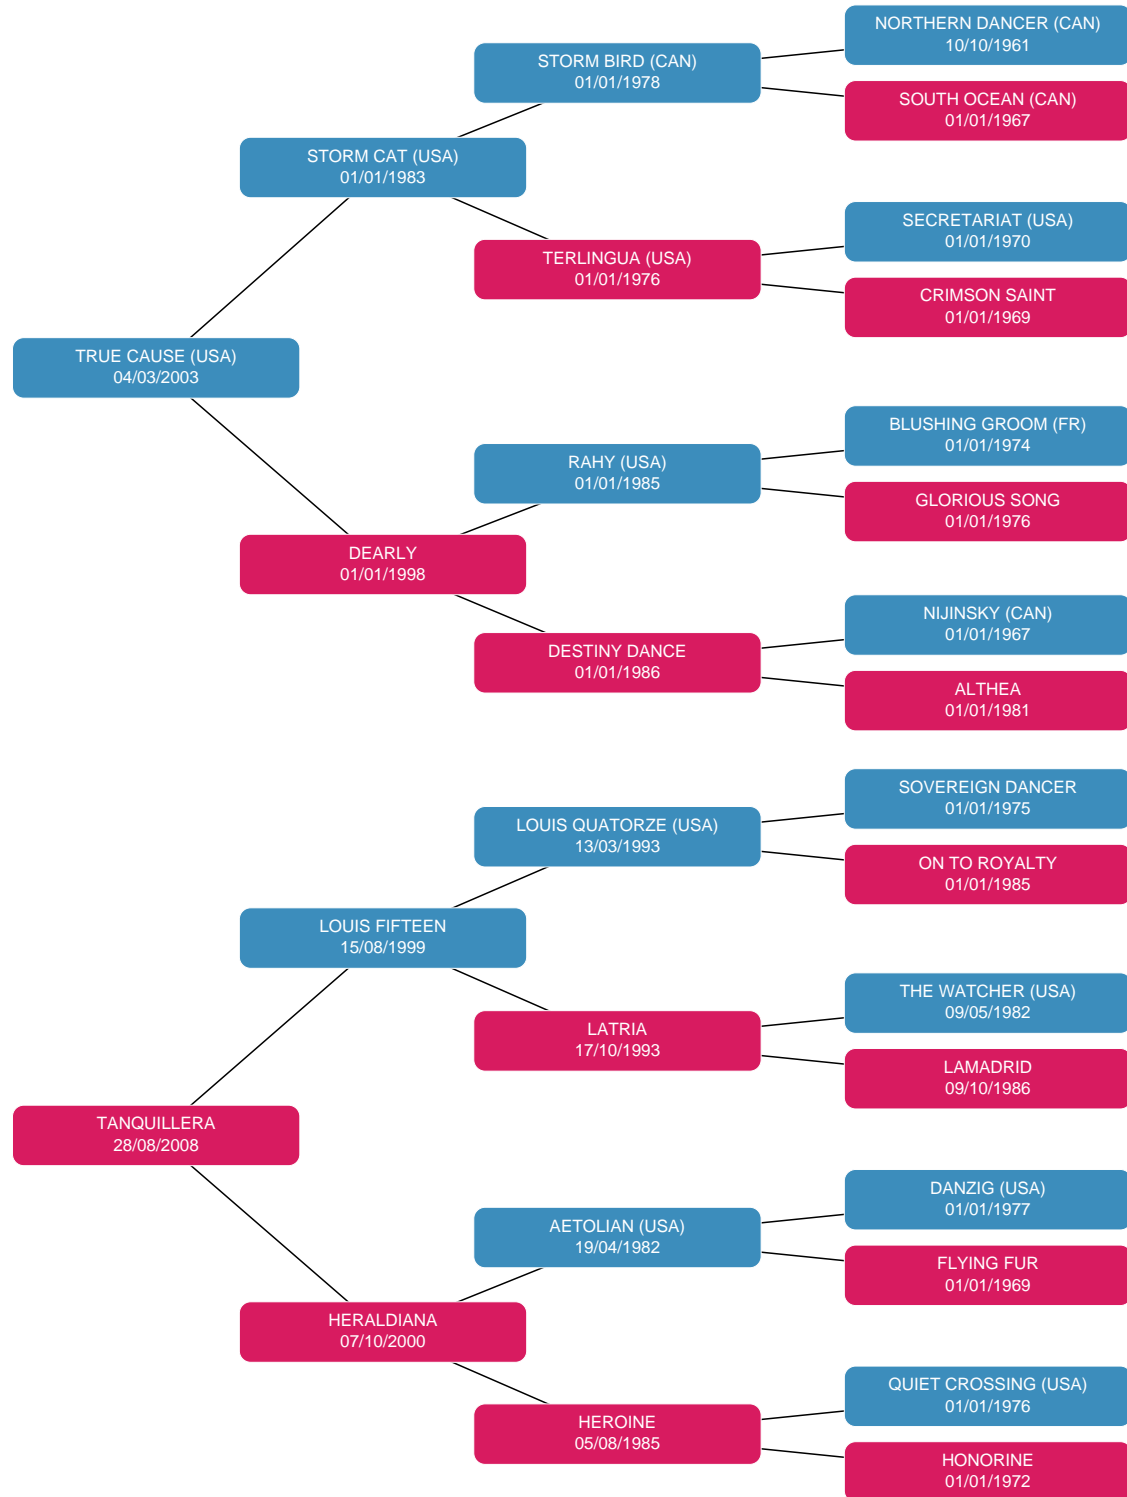 NORTHERN DANCER (CAN)
10/10/1961
STORM BIRD (CAN)
01/01/1978
SOUTH OCEAN (CAN)
01/01/1967
STORM CAT (USA)
01/01/1983
SECRETARIAT (USA)
01/01/1970
TERLINGUA (USA)
01/01/1976
CRIMSON SAINT
01/01/1969
TRUE CAUSE (USA)
04/03/2003
BLUSHING GROOM (FR)
01/01/1974
RAHY (USA)
01/01/1985
GLORIOUS SONG
01/01/1976
DEARLY
01/01/1998
NIJINSKY (CAN)
01/01/1967
DESTINY DANCE
01/01/1986
ALTHEA
01/01/1981
SOVEREIGN DANCER
01/01/1975
LOUIS QUATORZE (USA)
13/03/1993
ON TO ROYALTY
01/01/1985
LOUIS FIFTEEN
15/08/1999
THE WATCHER (USA)
09/05/1982
LATRIA
17/10/1993
LAMADRID
09/10/1986
TANQUILLERA
28/08/2008
DANZIG (USA)
01/01/1977
AETOLIAN (USA)
19/04/1982
FLYING FUR
01/01/1969
HERALDIANA
07/10/2000
QUIET CROSSING (USA)
01/01/1976
HEROINE
05/08/1985
HONORINE
01/01/1972